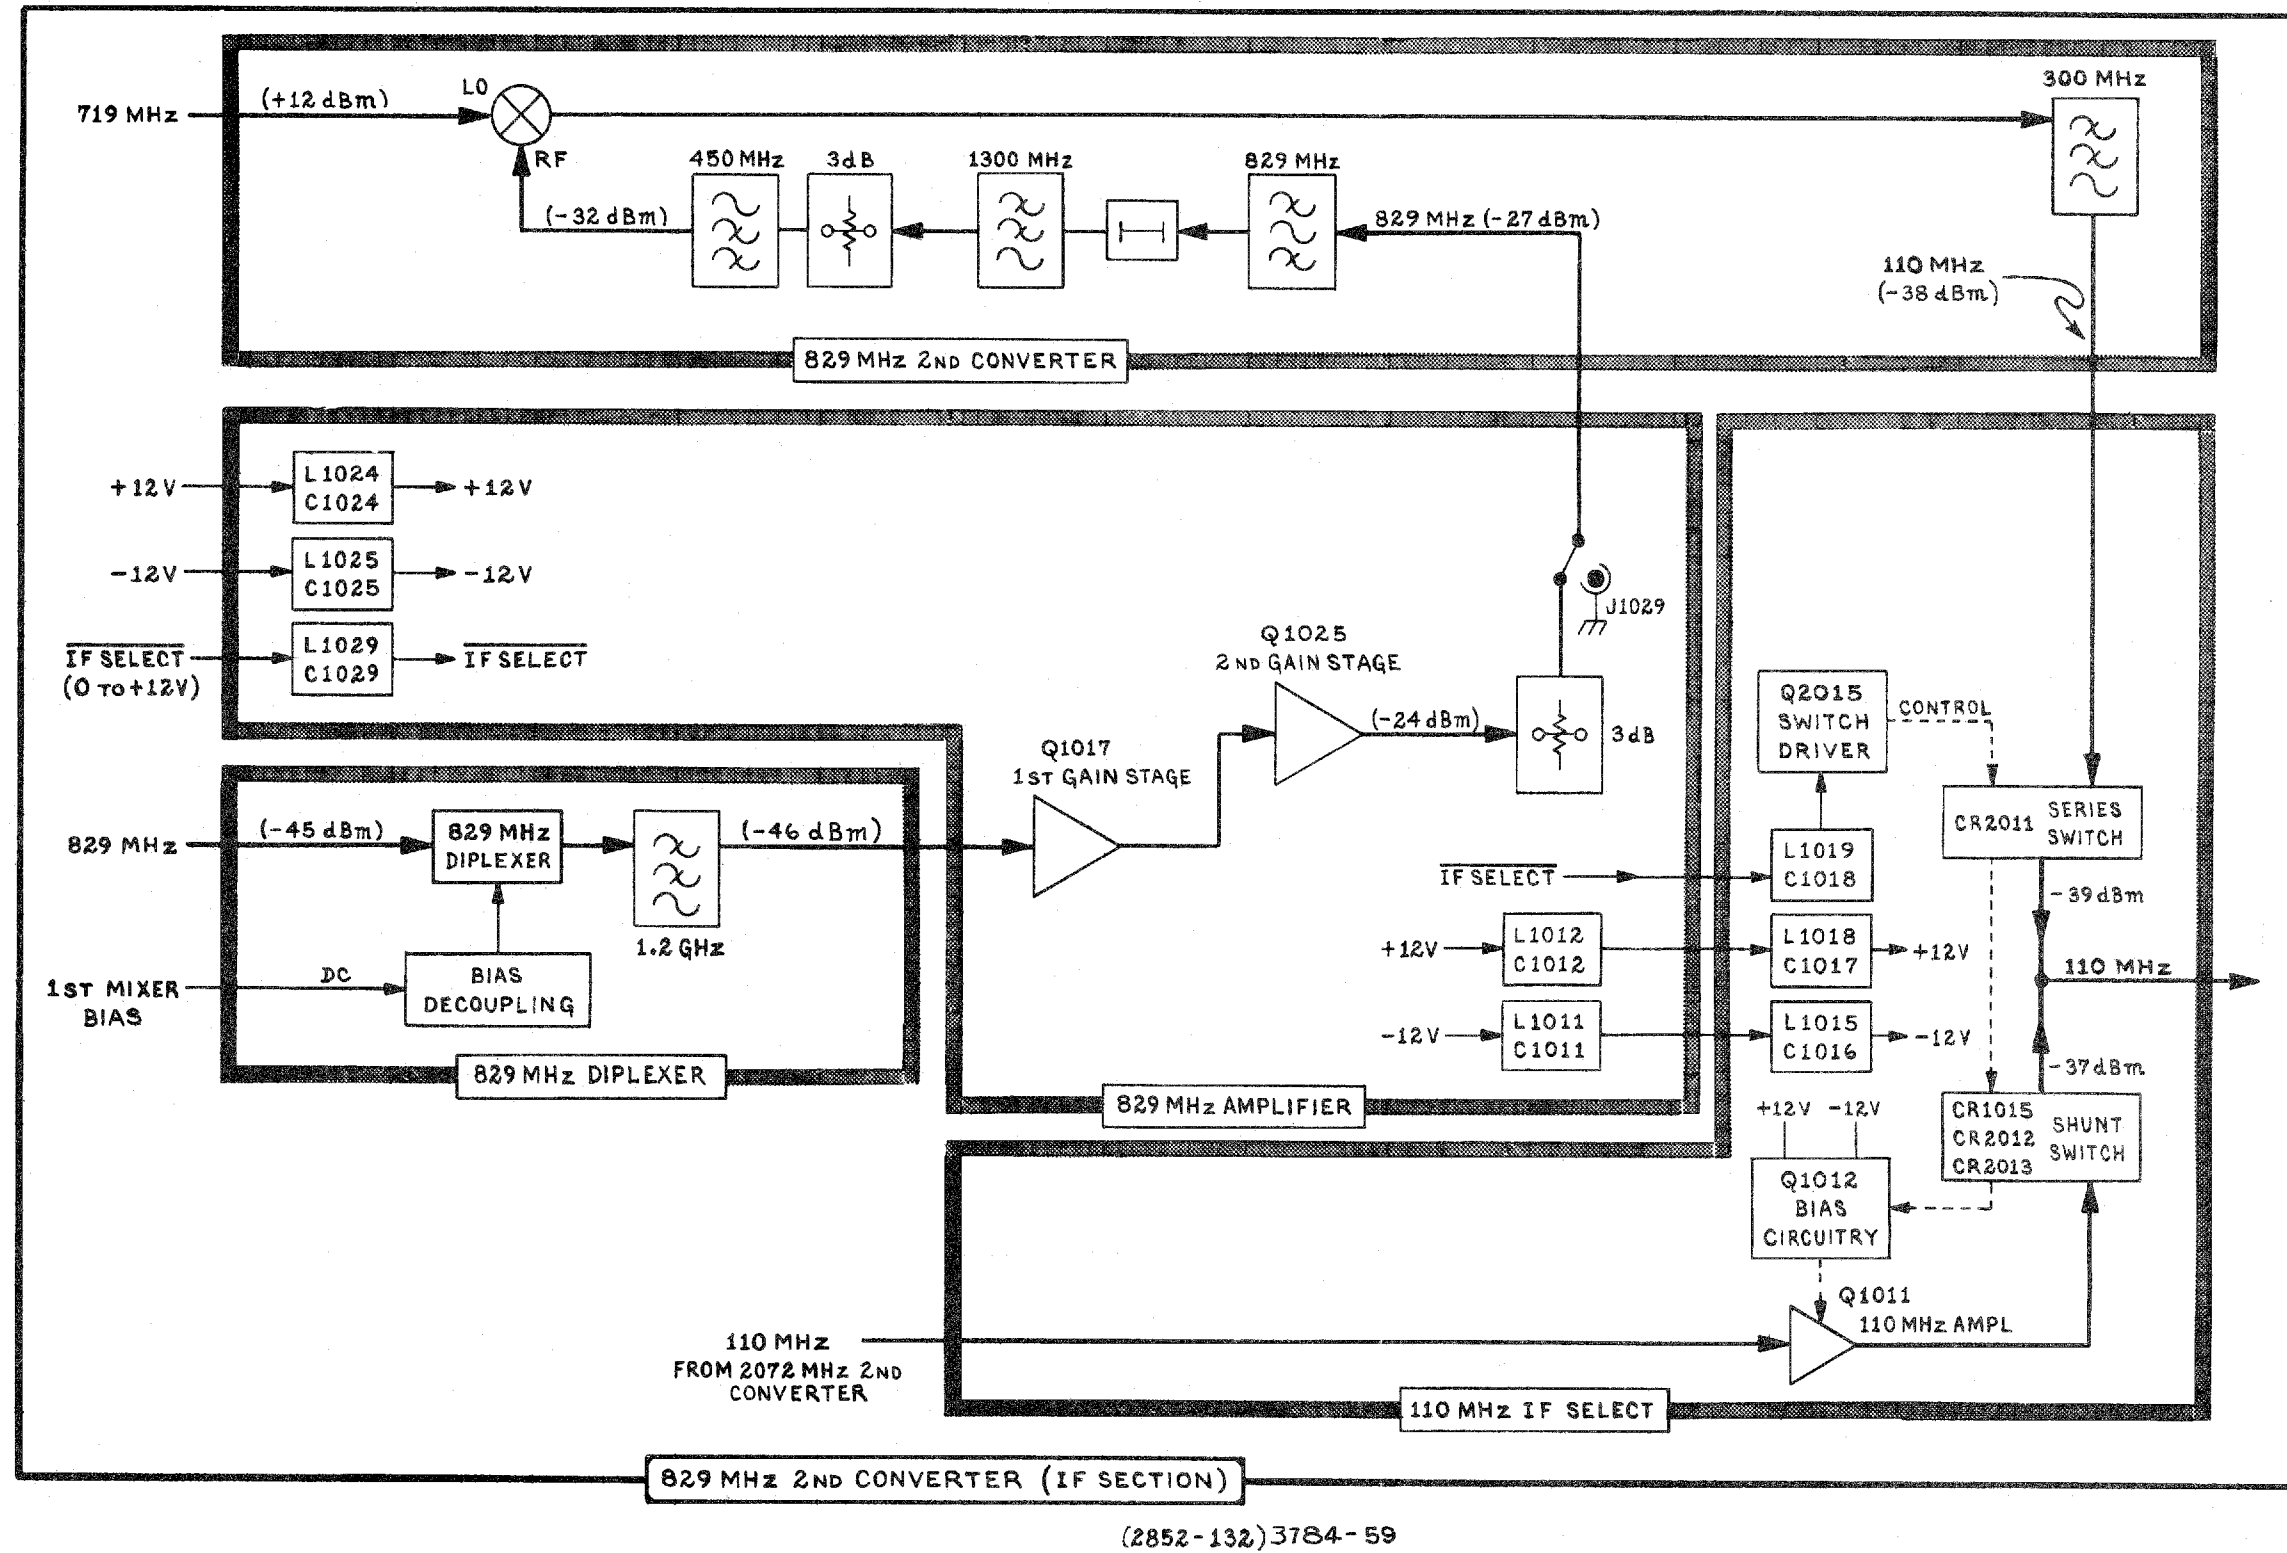 300 MHz
719 MHz
(+12 dBm)
LO
RF
450 MHz
3dB
1300 MHz
829 MHz
(-32 dBm)
829 MHz (-27 dBm)
110 MHz
(-38 dBm)
829 MHz 2ND CONVERTER
+12V
L1024
C1024
+12V
-12V
L1025
C1025
-12V
IF SELECT
(0 TO +12V)
L1029
C1029
IF SELECT
J1029
Q1025
2ND GAIN STAGE
(-24 dBm)
3dB
Q1017
1ST GAIN STAGE
829 MHz
(-45 dBm)
829 MHz
DIPLEXER
(-46 dBm)
1.2 GHz
1ST MIXER
BIAS
DC
BIAS
DECOUPLING
829 MHz DIPLEXER
Q2015
SWITCH
DRIVER
CONTROL
CR2011
SERIES
SWITCH
IF SELECT
L1019
C1018
-39dBm
+12V
L1012
C1012
L1018
C1017
+12V
110 MHz
-12V
L1011
C1011
L1015
C1016
-12V
-37dBm
829 MHz AMPLIFIER
+12V -12V
CR1015
CR2012
CR2013
SHUNT
SWITCH
Q1012
BIAS
CIRCUITRY
Q1011
110 MHz AMPL
110 MHz
FROM 2072 MHz 2ND
CONVERTER
110 MHz IF SELECT
829 MHz 2ND CONVERTER (IF SECTION)
(2852-132)3784-59